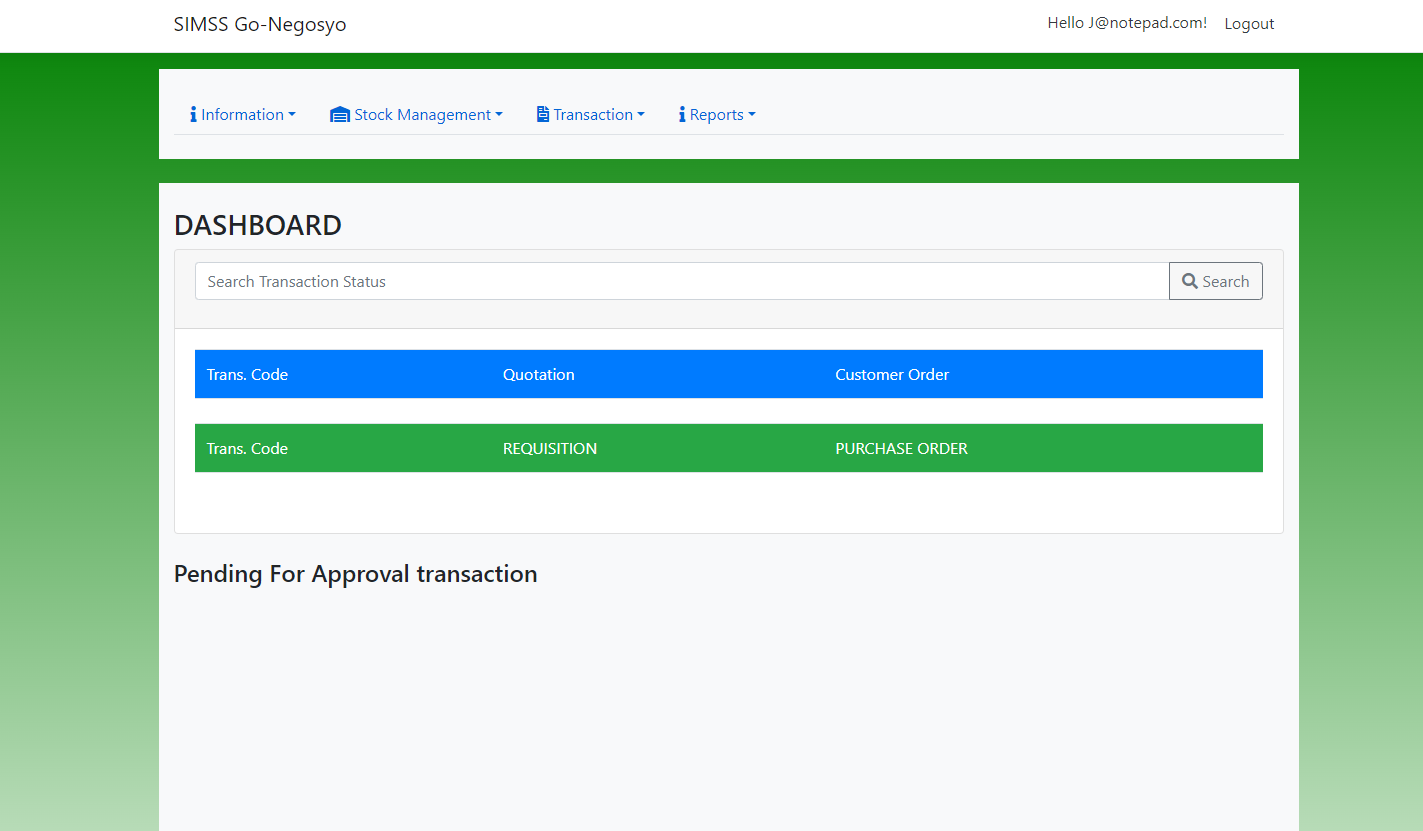 SIMSS Go-Negosyo
Hello J@notepad.com! Logout
Information Stock Management Transaction Reports
DASHBOARD
Search Transaction Status Search
Trans. Code Quotation Customer Order
Trans. Code REQUISITION PURCHASE ORDER
Pending For Approval transaction